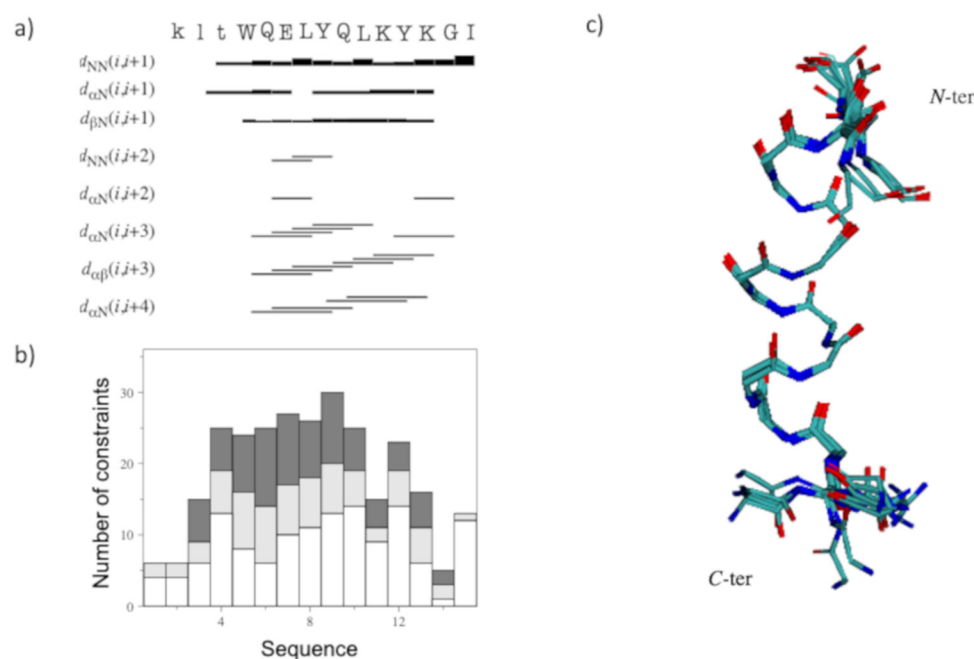 a)
k l t W Q E L Y Q L K Y K G I
dNN(i,i+1)
dαN(i,i+1)
dβN(i,i+1)
dNN(i,i+2)
dαN(i,i+2)
dαN(i,i+3)
dαβ(i,i+3)
dαN(i,i+4)
b)
Number of constraints
30
20
10
0
4
8
12
Sequence
c)
N-ter
C-ter